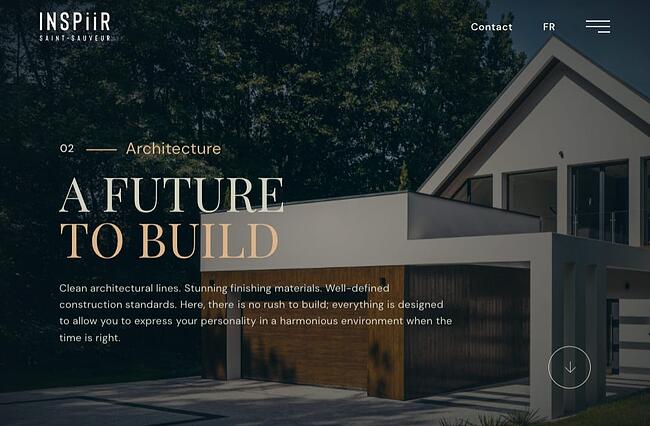 INSPiiR
SAINT-SAUVEUR
Contact
FR
02
Architecture
A FUTURE
TO BUILD
Clean architectural lines. Stunning finishing materials. Well-defined
construction standards. Here, there is no rush to build; everything is designed
to allow you to express your personality in a harmonious environment when the
time is right.